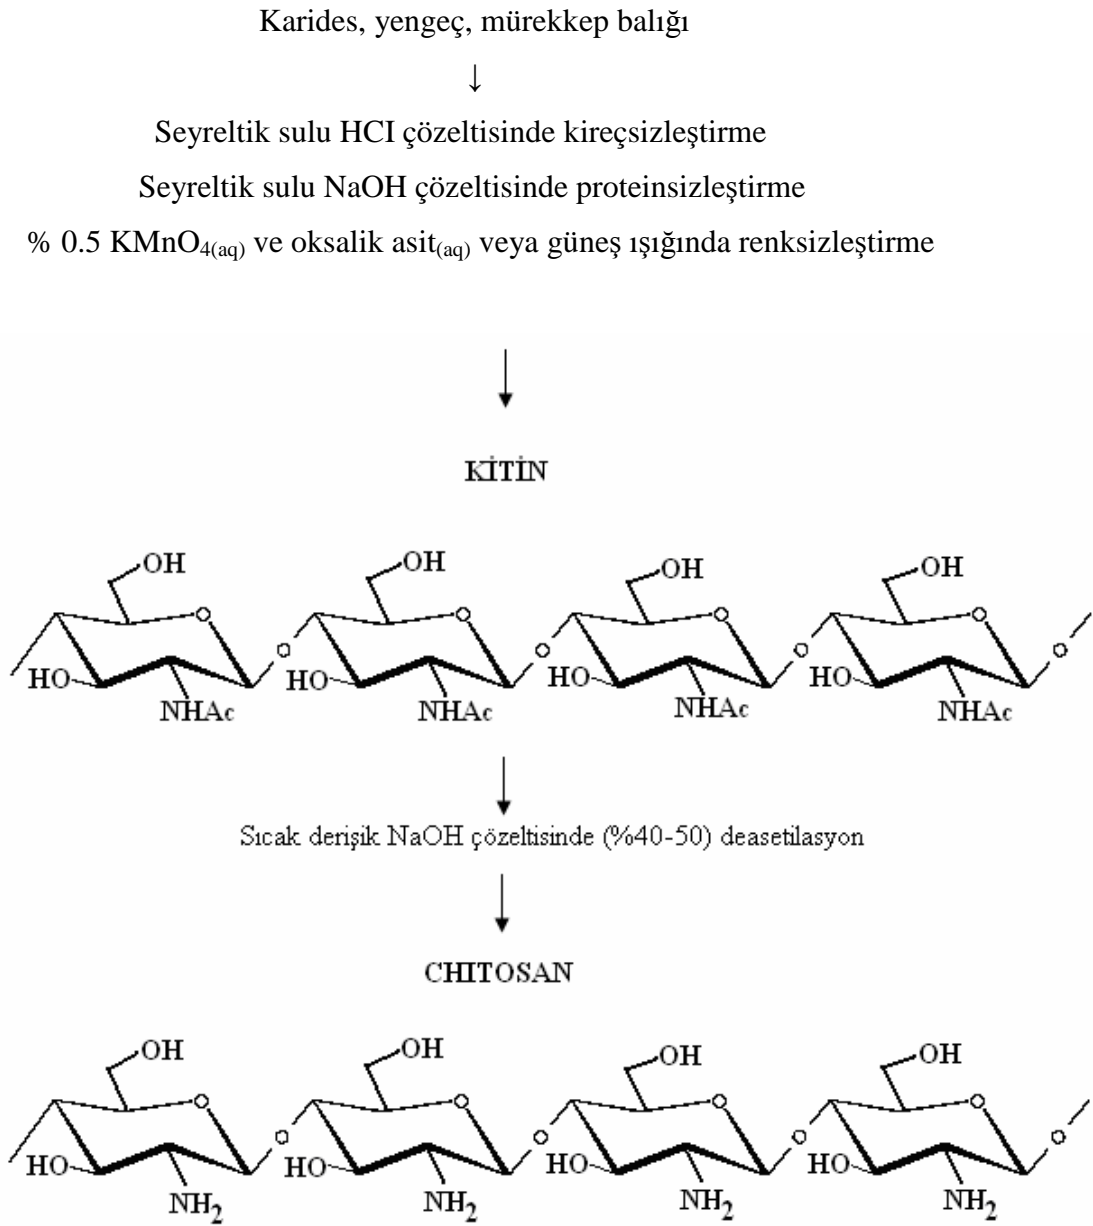 Karides, yengeç, mürekkep balığı
↓
Seyreltik sulu HCI çözeltisinde kireçsizleştirme
Seyreltik sulu NaOH çözeltisinde proteinsizleştirme
% 0.5 KMnO4(aq) ve oksalik asit(aq) veya güneş ışığında renksizleştirme
KİTİN
OH OH OH OH
O O O O
O O O O
HO HO HO HO
NHAc NHAc NHAc NHAc
Sıcak derişik NaOH çözeltisinde (%40-50) deasetilasyon
CHITOSAN
OH OH OH OH
O O O O
O O O O
HO HO HO HO
NH2 NH2 NH2 NH2